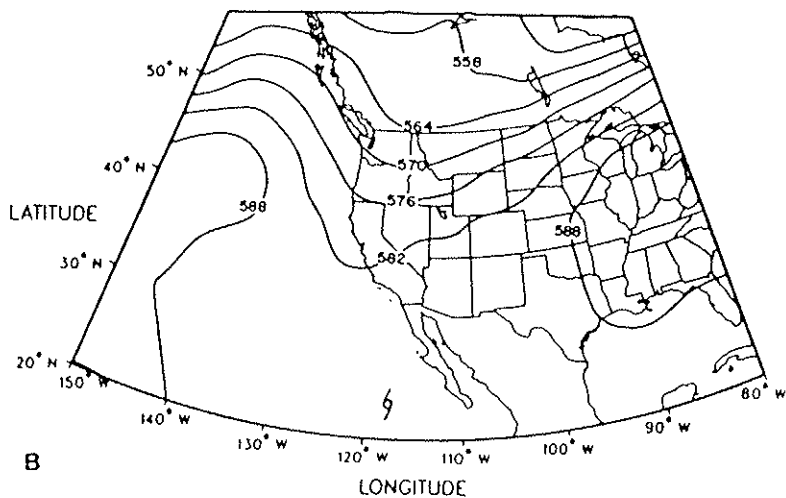 50° N
558
564
40° N
570
576
588
LATITUDE
588
582
30° N
20° N
150° W
80° W
140° W
90° W
130° W
100° W
120° W
110° W
B
LONGITUDE